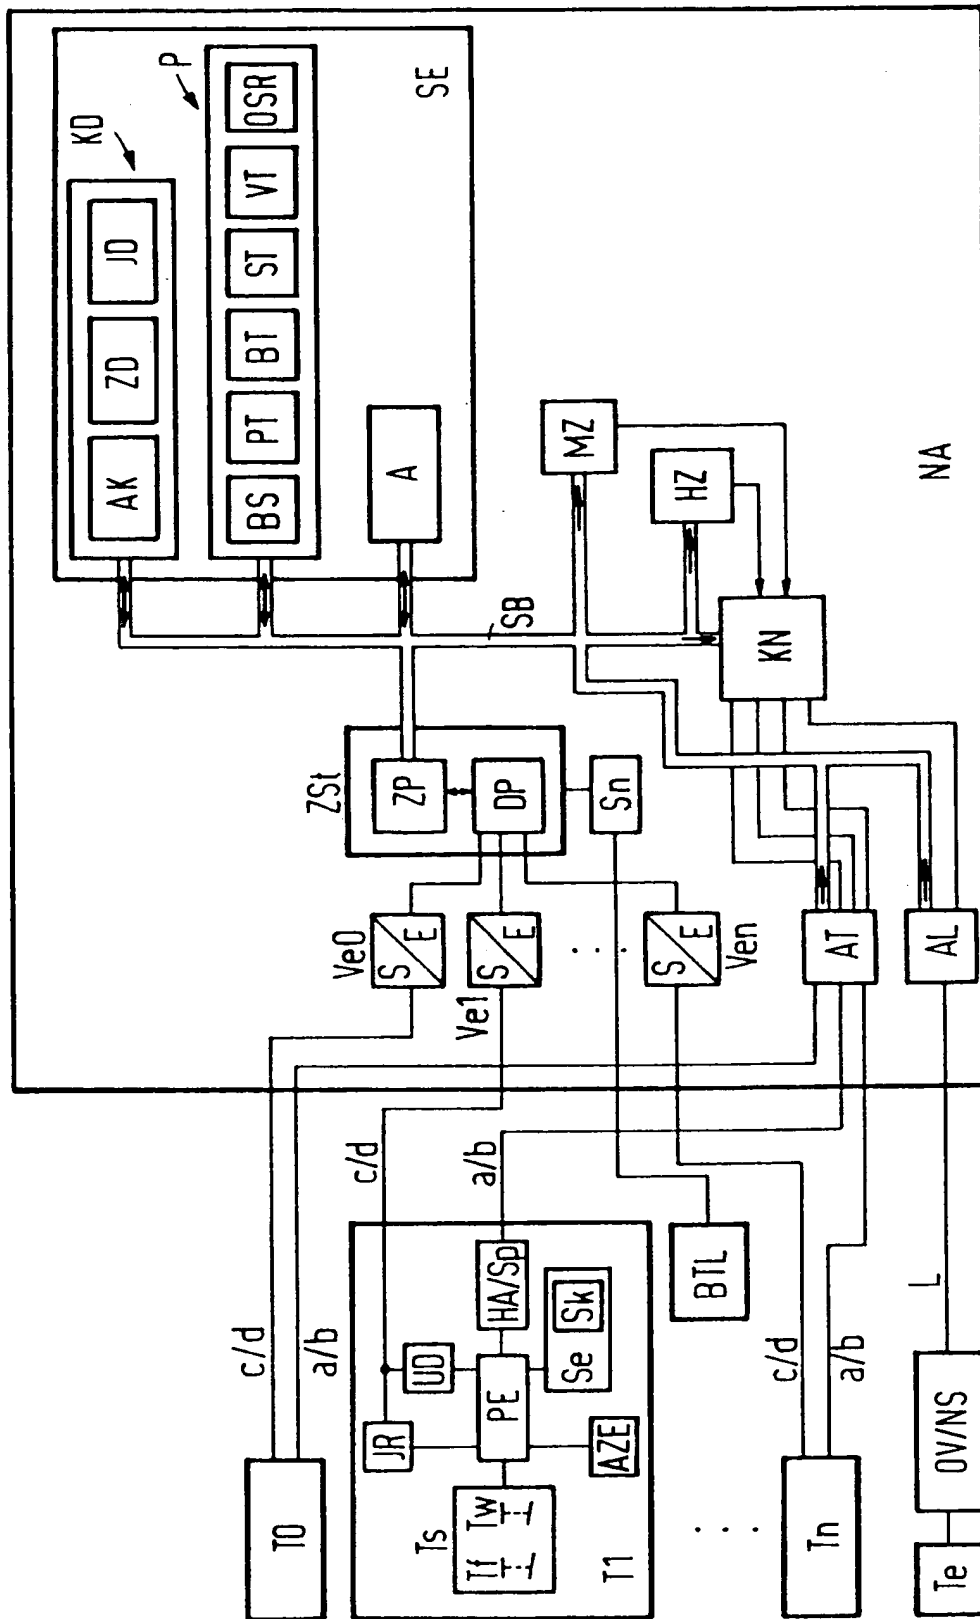 KD
AK
ZD
JD
P
BS
PT
BT
ST
VT
OSR
A
SE
SB
MZ
HZ
KN
NA
ZSt
ZP
DP
Sn
Ve0
S
E
Ve1
S
E
. . .
Ven
S
E
AT
AL
c/d
a/b
c/d
a/b
c/d
a/b
L
T0
Ts
Tf
Tw
JR
UD
PE
HA/Sp
Se
Sk
AZE
T1
BTL
. . .
Tn
OV/NS
Te